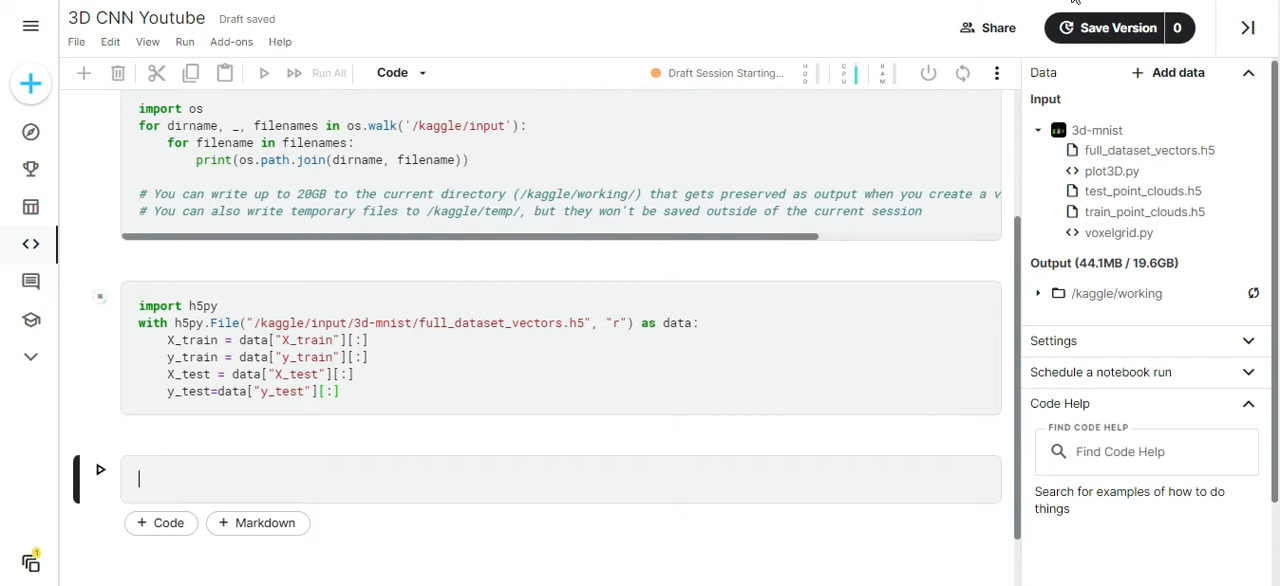 3D CNN Youtube Draft saved
File Edit View Run Add-ons Help
Share
Save Version 0
Run All
Code
Draft Session Starting...
HDD
CPU
RAM
import os
for dirname, _, filenames in os.walk('/kaggle/input'):
    for filename in filenames:
        print(os.path.join(dirname, filename))
# You can write up to 20GB to the current directory (/kaggle/working/) that gets preserved as output when you create a v
# You can also write temporary files to /kaggle/temp/, but they won't be saved outside of the current session
import h5py
with h5py.File("/kaggle/input/3d-mnist/full_dataset_vectors.h5", "r") as data:
    X_train = data["X_train"][:]
    y_train = data["y_train"][:]
    X_test = data["X_test"][:]
    y_test=data["y_test"][:]
+ Code + Markdown
1
Data
+ Add data
Input
3d-mnist
full_dataset_vectors.h5
plot3D.py
test_point_clouds.h5
train_point_clouds.h5
voxelgrid.py
Output (44.1MB / 19.6GB)
/kaggle/working
Settings
Schedule a notebook run
Code Help
FIND CODE HELP
Find Code Help
Search for examples of how to do
things